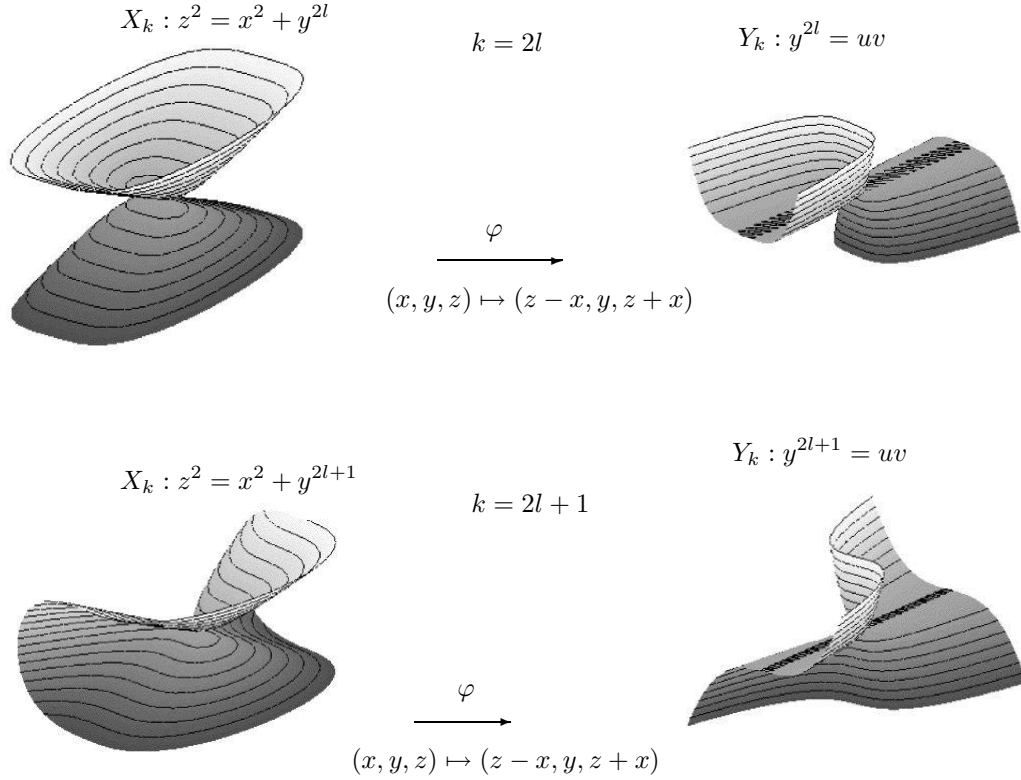 X_k : z^2 = x^2 + y^{2l}
k = 2l
Y_k : y^{2l} = uv
φ
(x, y, z) ↦ (z − x, y, z + x)
X_k : z^2 = x^2 + y^{2l+1}
k = 2l + 1
Y_k : y^{2l+1} = uv
φ
(x, y, z) ↦ (z − x, y, z + x)